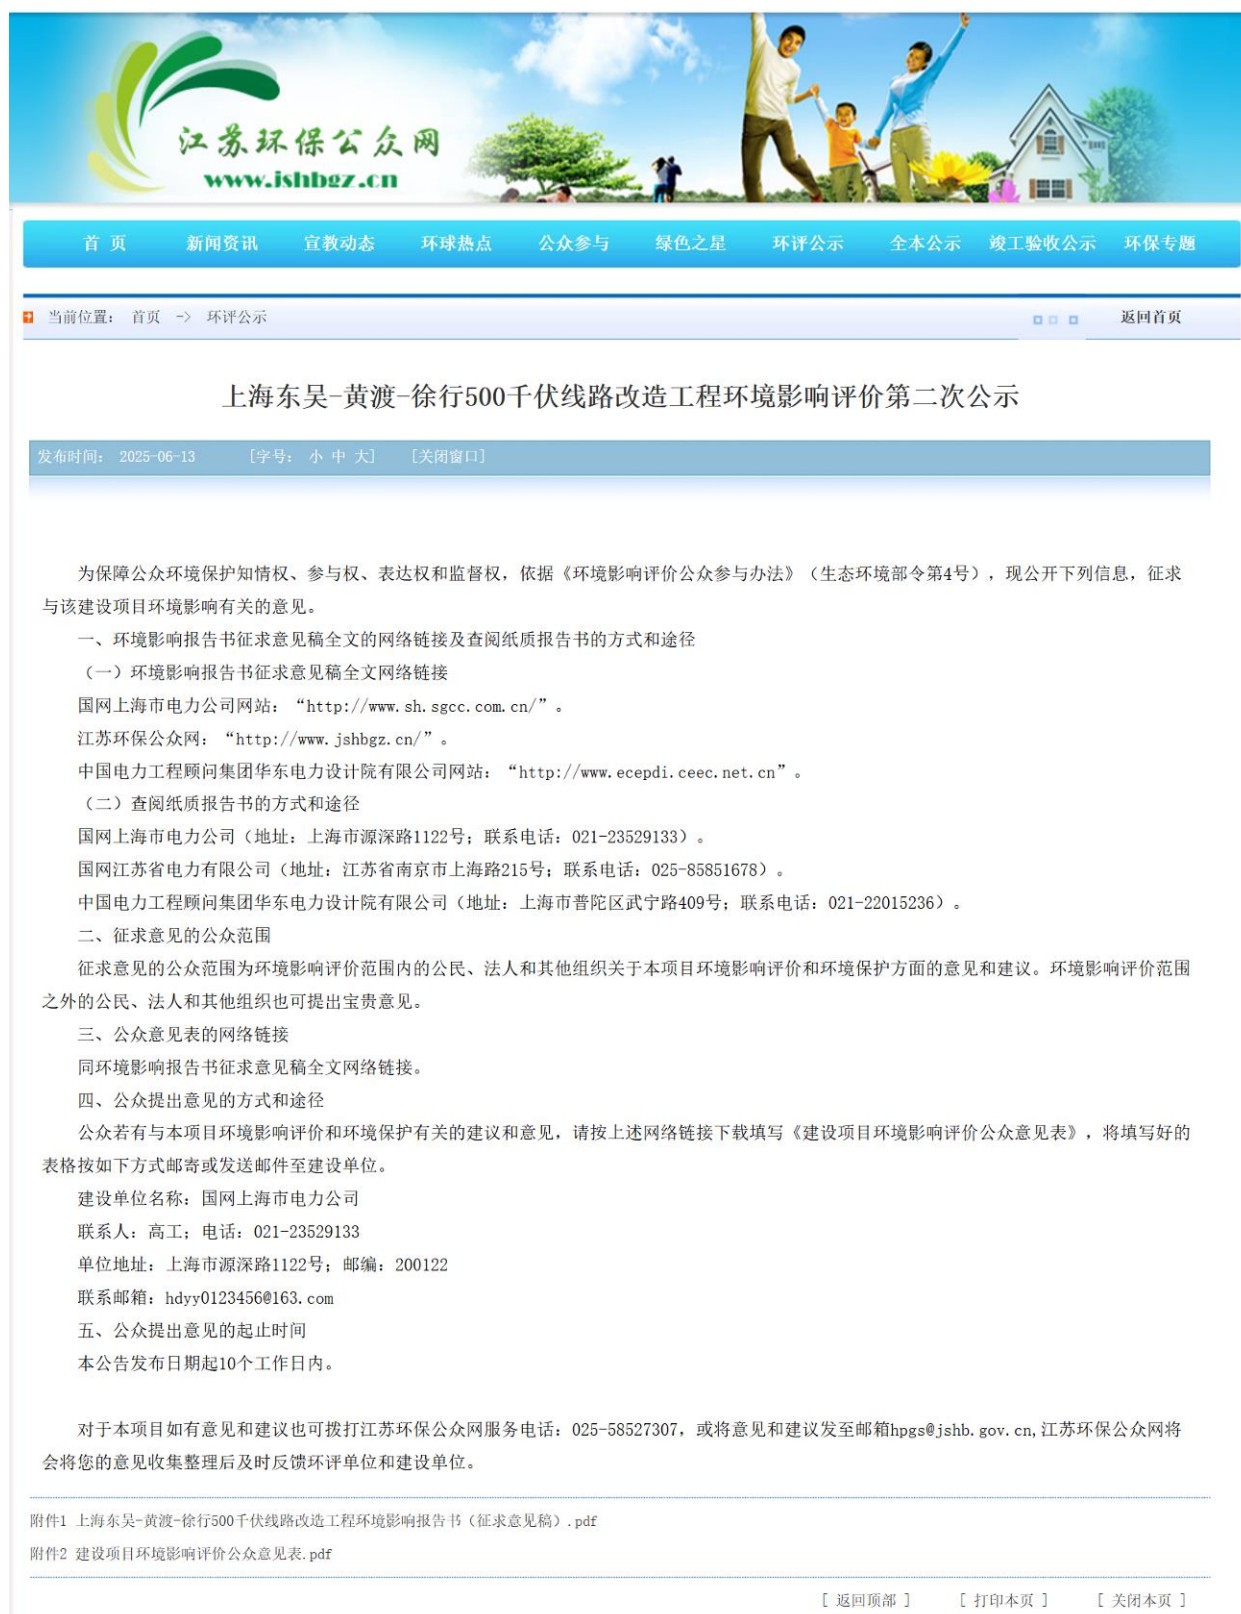 江苏环保公众网
www.jshbgz.cn
首 页 新闻资讯 宣教动态 环球热点 公众参与 绿色之星 环评公示 全本公示 竣工验收公示 环保专题
当前位置： 首页 -> 环评公示 返回首页
上海东吴-黄渡-徐行500千伏线路改造工程环境影响评价第二次公示
发布时间： 2025-06-13 [字号： 小 中 大] [关闭窗口]
为保障公众环境保护知情权、参与权、表达权和监督权，依据《环境影响评价公众参与办法》（生态环境部令第4号），现公开下列信息，征求
与该建设项目环境影响有关的意见。
一、环境影响报告书征求意见稿全文的网络链接及查阅纸质报告书的方式和途径
（一）环境影响报告书征求意见稿全文网络链接
国网上海市电力公司网站：“http://www.sh.sgcc.com.cn/”。
江苏环保公众网：“http://www.jshbgz.cn/”。
中国电力工程顾问集团华东电力设计院有限公司网站：“http://www.ecepdi.ceec.net.cn”。
（二）查阅纸质报告书的方式和途径
国网上海市电力公司（地址：上海市源深路1122号；联系电话：021-23529133）。
国网江苏省电力有限公司（地址：江苏省南京市上海路215号；联系电话：025-85851678）。
中国电力工程顾问集团华东电力设计院有限公司（地址：上海市普陀区武宁路409号；联系电话：021-22015236）。
二、征求意见的公众范围
征求意见的公众范围为环境影响评价范围内的公民、法人和其他组织关于本项目环境影响评价和环境保护方面的意见和建议。环境影响评价范围
之外的公民、法人和其他组织也可提出宝贵意见。
三、公众意见表的网络链接
同环境影响报告书征求意见稿全文网络链接。
四、公众提出意见的方式和途径
公众若有与本项目环境影响评价和环境保护有关的建议和意见，请按上述网络链接下载填写《建设项目环境影响评价公众意见表》，将填写好的
表格按如下方式邮寄或发送邮件至建设单位。
建设单位名称：国网上海市电力公司
联系人：高工；电话：021-23529133
单位地址：上海市源深路1122号；邮编：200122
联系邮箱：hdyy0123456@163.com
五、公众提出意见的起止时间
本公告发布日期起10个工作日内。
对于本项目如有意见和建议也可拨打江苏环保公众网服务电话：025-58527307，或将意见和建议发至邮箱hpgs@jshb.gov.cn,江苏环保公众网将
会将您的意见收集整理后及时反馈环评单位和建设单位。
附件1 上海东吴-黄渡-徐行500千伏线路改造工程环境影响报告书（征求意见稿）.pdf
附件2 建设项目环境影响评价公众意见表.pdf
[ 返回顶部 ] [ 打印本页 ] [ 关闭本页 ]